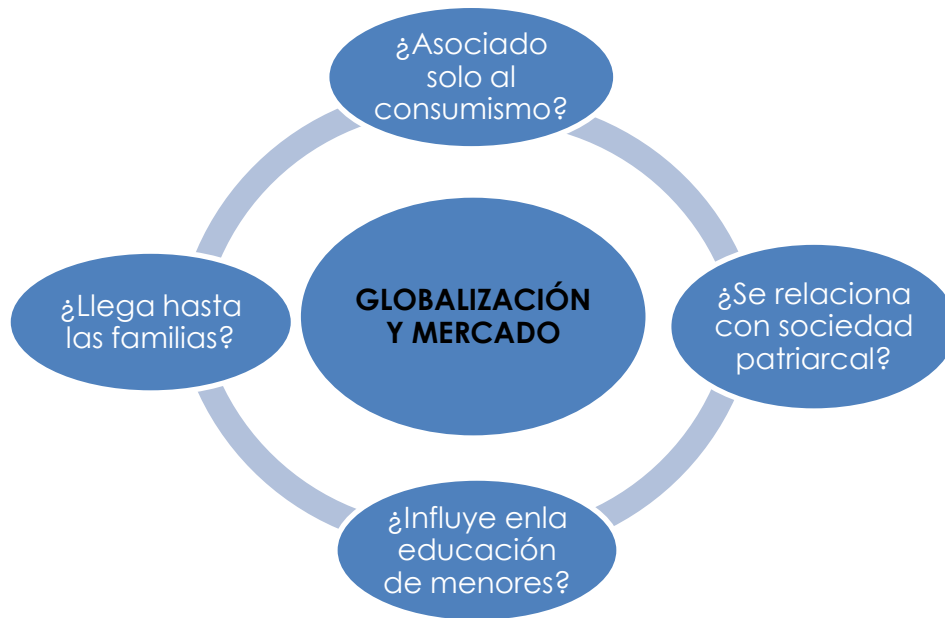 ¿Asociado
solo al
consumismo?
¿Llega hasta
las familias?
GLOBALIZACIÓN
Y MERCADO
¿Se relaciona
con sociedad
patriarcal?
¿Influye enla
educación
de menores?